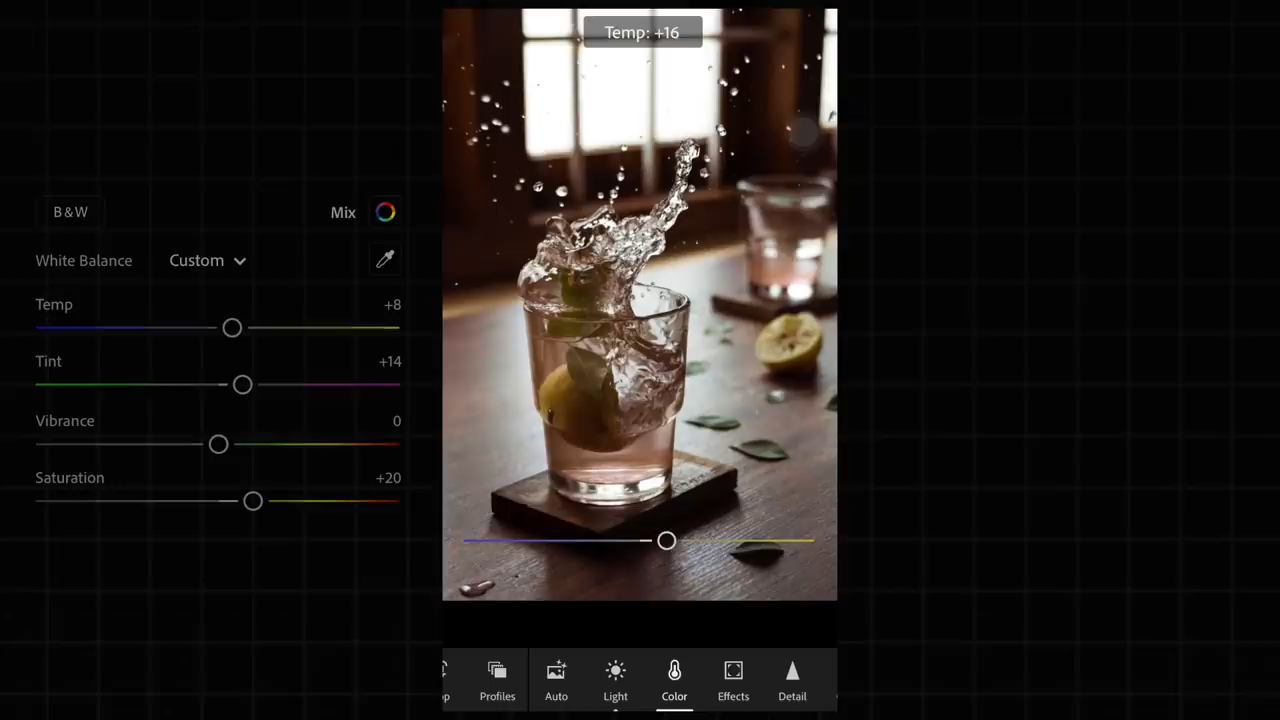 Temp: +16
B&W
Mix
White Balance Custom
Temp +8
Tint +14
Vibrance 0
Saturation +20
Profiles Auto Light Color Effects Detail